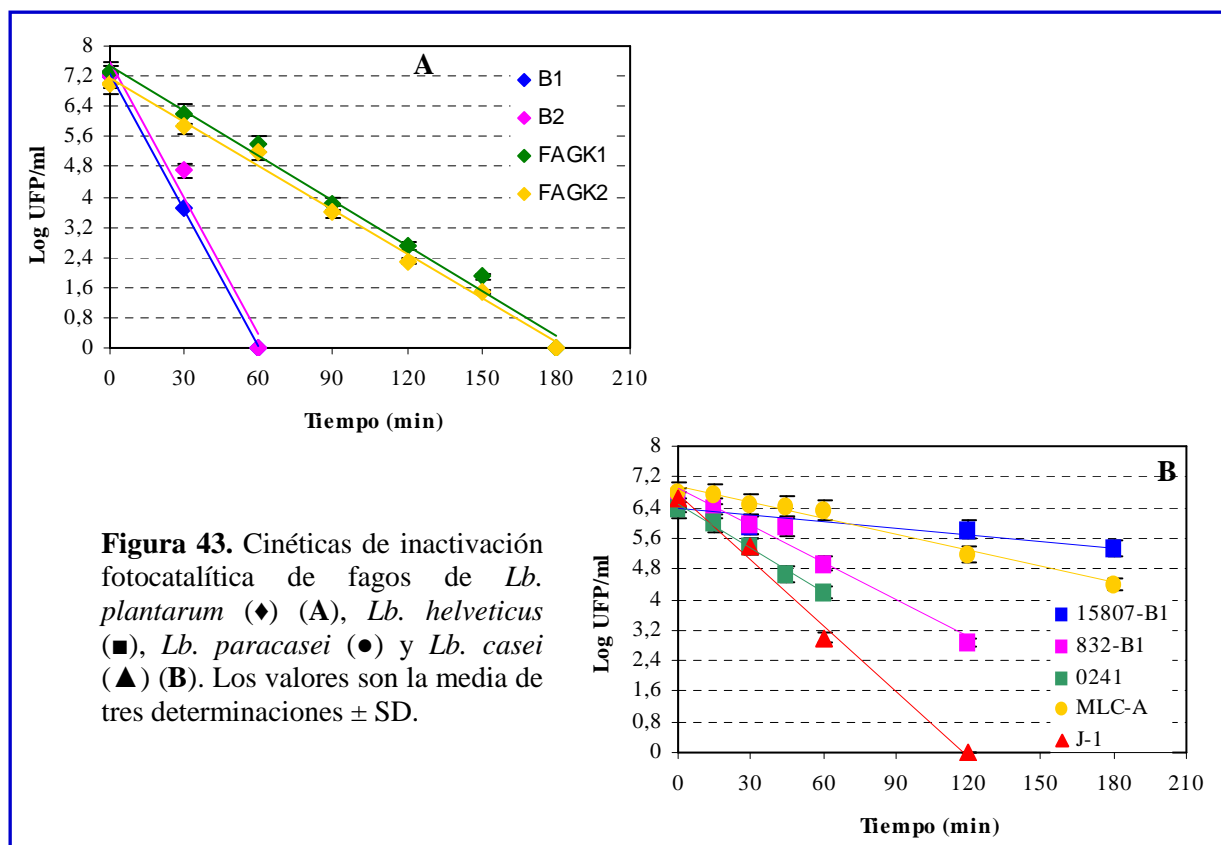 A
8
7,2
6,4
5,6
4,8
4
3,2
2,4
1,6
0,8
0
Log UFP/ml
B1
B2
FAGK1
FAGK2
0 30 60 90 120 150 180 210
Tiempo (min)
Figura 43. Cinéticas de inactivación
fotocatalítica de fagos de Lb.
plantarum (♦) (A), Lb. helveticus
(■), Lb. paracasei (●) y Lb. casei
(▲) (B). Los valores son la media de
tres determinaciones ± SD.
B
8
7,2
6,4
5,6
4,8
4
3,2
2,4
1,6
0,8
0
Log UFP/ml
15807-B1
832-B1
0241
MLC-A
J-1
0 30 60 90 120 150 180 210
Tiempo (min)